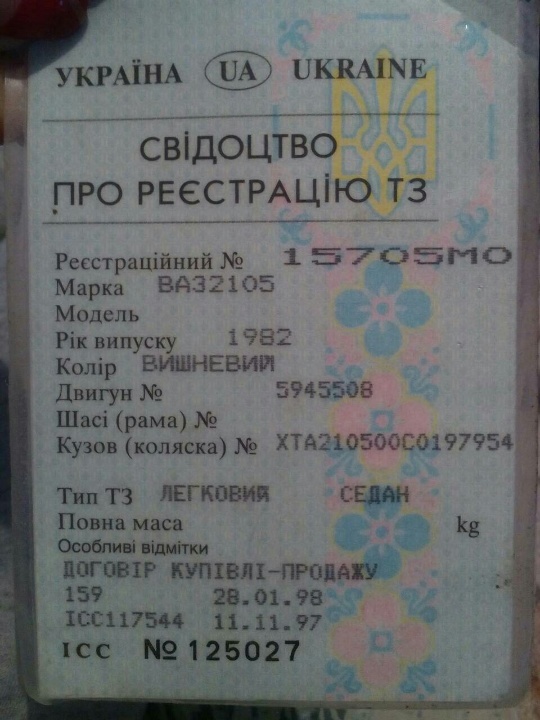 УКРАЇНА UA UKRAINE
СВІДОЦТВО
ПРО РЕЄСТРАЦІЮ ТЗ
Реєстраційний № 15705МО
Марка ВАЗ2105
Модель
Рік випуску 1982
Колір ВИШНЕВИЙ
Двигун № 5945508
Шасі (рама) №
Кузов (коляска) № XTA210500C0197954
Тип ТЗ ЛЕГКОВИЙ СЕДАН
Повна маса kg
Особливі відмітки
ДОГОВІР КУПІВЛІ-ПРОДАЖУ
159 28.01.98
ІСС117544 11.11.97
ІСС № 125027